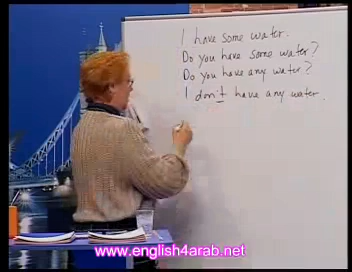 I have some water.
Do you have some water?
Do you have any water?
I don't have any water.
www.english4arab.net